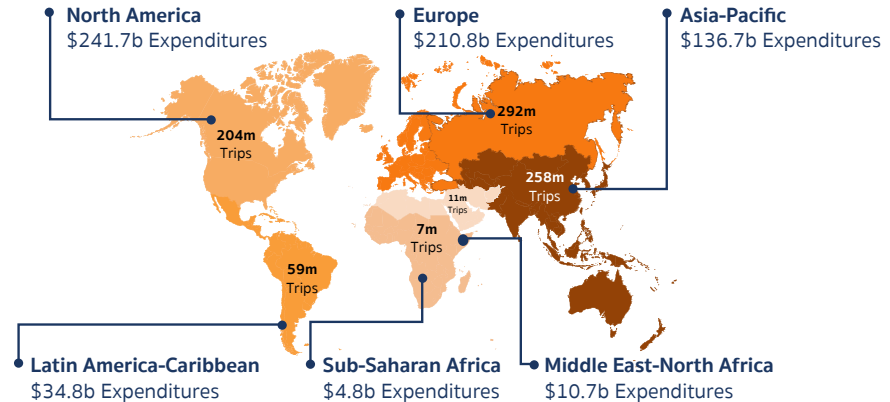 North America
$241.7b Expenditures
Europe
$210.8b Expenditures
Asia-Pacific
$136.7b Expenditures
204m
Trips
292m
Trips
258m
Trips
11m
Trips
7m
Trips
59m
Trips
Latin America-Caribbean
$34.8b Expenditures
Sub-Saharan Africa
$4.8b Expenditures
Middle East-North Africa
$10.7b Expenditures